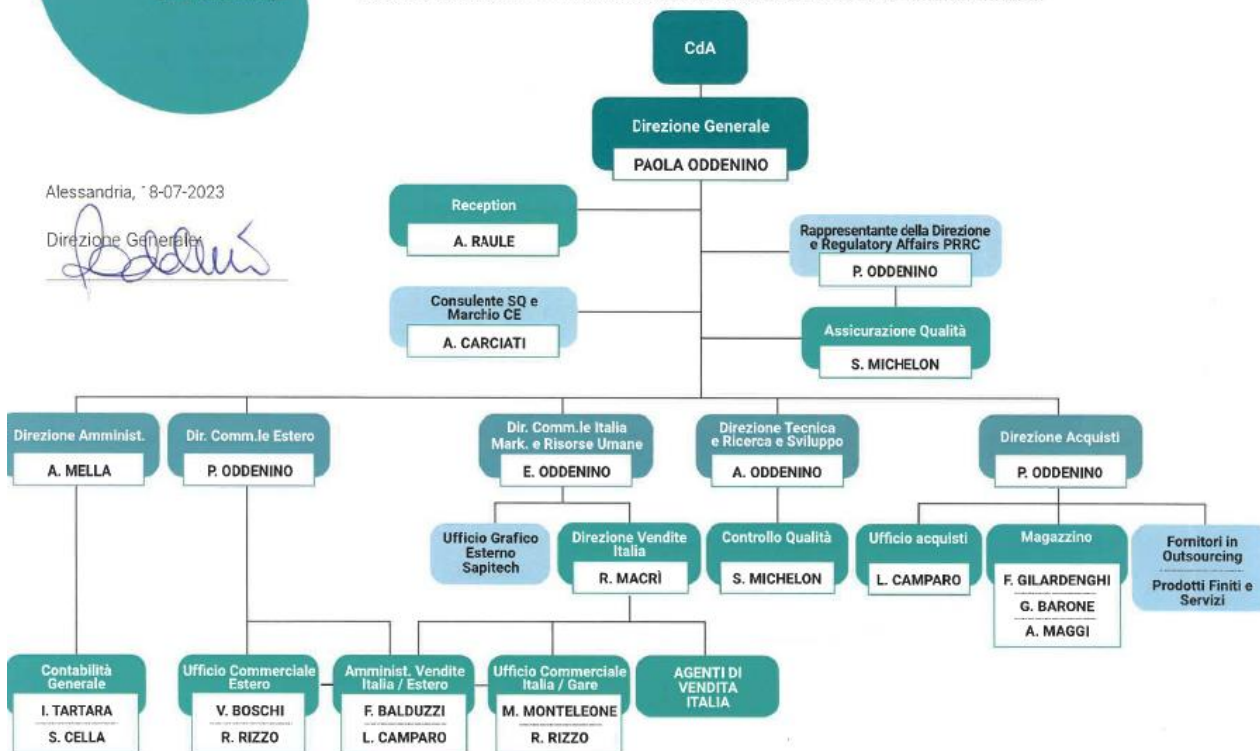 CdA
Direzione Generale
PAOLA ODDENINO
Alessandria, 18-07-2023
Direzione Generale
Reception
A. RAULE
Rappresentante della Direzione
e Regulatory Affairs PRRC
P. ODDENINO
Consulente SQ e
Marchio CE
A. CARCIATI
Assicurazione Qualità
S. MICHELON
Direzione Amminist.
A. MELLA
Dir. Comm.le Estero
P. ODDENINO
Dir. Comm.le Italia
Mark. e Risorse Umane
E. ODDENINO
Direzione Tecnica
e Ricerca e Sviluppo
A. ODDENINO
Direzione Acquisti
P. ODDENINO
Ufficio Grafico
Esterno
Sapitech
Direzione Vendite
Italia
R. MACRÌ
Controllo Qualità
S. MICHELON
Ufficio acquisti
L. CAMPARO
Magazzino
F. GILARDENGHI
G. BARONE
A. MAGGI
Fornitori in
Outsourcing
Prodotti Finiti e
Servizi
Contabilità
Generale
I. TARTARA
S. CELLA
Ufficio Commerciale
Estero
V. BOSCHI
R. RIZZO
Amminist. Vendite
Italia / Estero
F. BALDUZZI
L. CAMPARO
Ufficio Commerciale
Italia / Gare
M. MONTELEONE
R. RIZZO
AGENTI DI
VENDITA
ITALIA